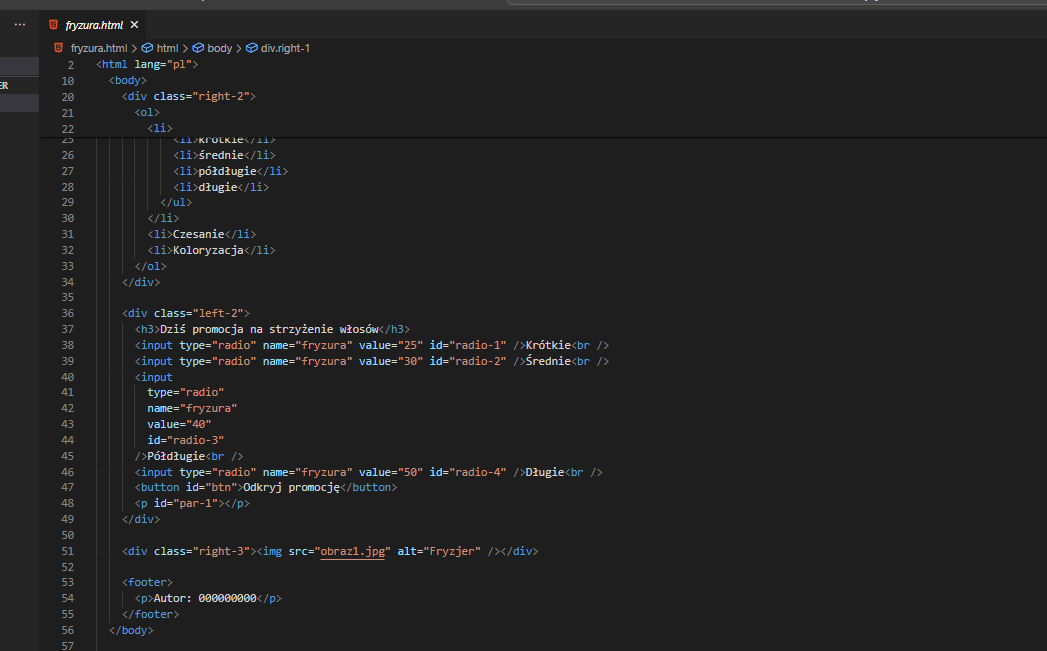 fryzura.html
fryzura.html > html > body > div.right-1
ER
2 <html lang="pl">
10 <body>
20 <div class="right-2">
21 <ol>
22 <li>
25 <li>krótkie</li>
26 <li>średnie</li>
27 <li>półdługie</li>
28 <li>długie</li>
29 </ul>
30 </li>
31 <li>Czesanie</li>
32 <li>Koloryzacja</li>
33 </ol>
34 </div>
35
36 <div class="left-2">
37 <h3>Dziś promocja na strzyżenie włosów</h3>
38 <input type="radio" name="fryzura" value="25" id="radio-1" />Krótkie<br />
39 <input type="radio" name="fryzura" value="30" id="radio-2" />Średnie<br />
40 <input
41 type="radio"
42 name="fryzura"
43 value="40"
44 id="radio-3"
45 />Półdługie<br />
46 <input type="radio" name="fryzura" value="50" id="radio-4" />Długie<br />
47 <button id="btn">Odkryj promocję</button>
48 <p id="par-1"></p>
49 </div>
50
51 <div class="right-3"><img src="obraz1.jpg" alt="Fryzjer" /></div>
52
53 <footer>
54 <p>Autor: 000000000</p>
55 </footer>
56 </body>
57